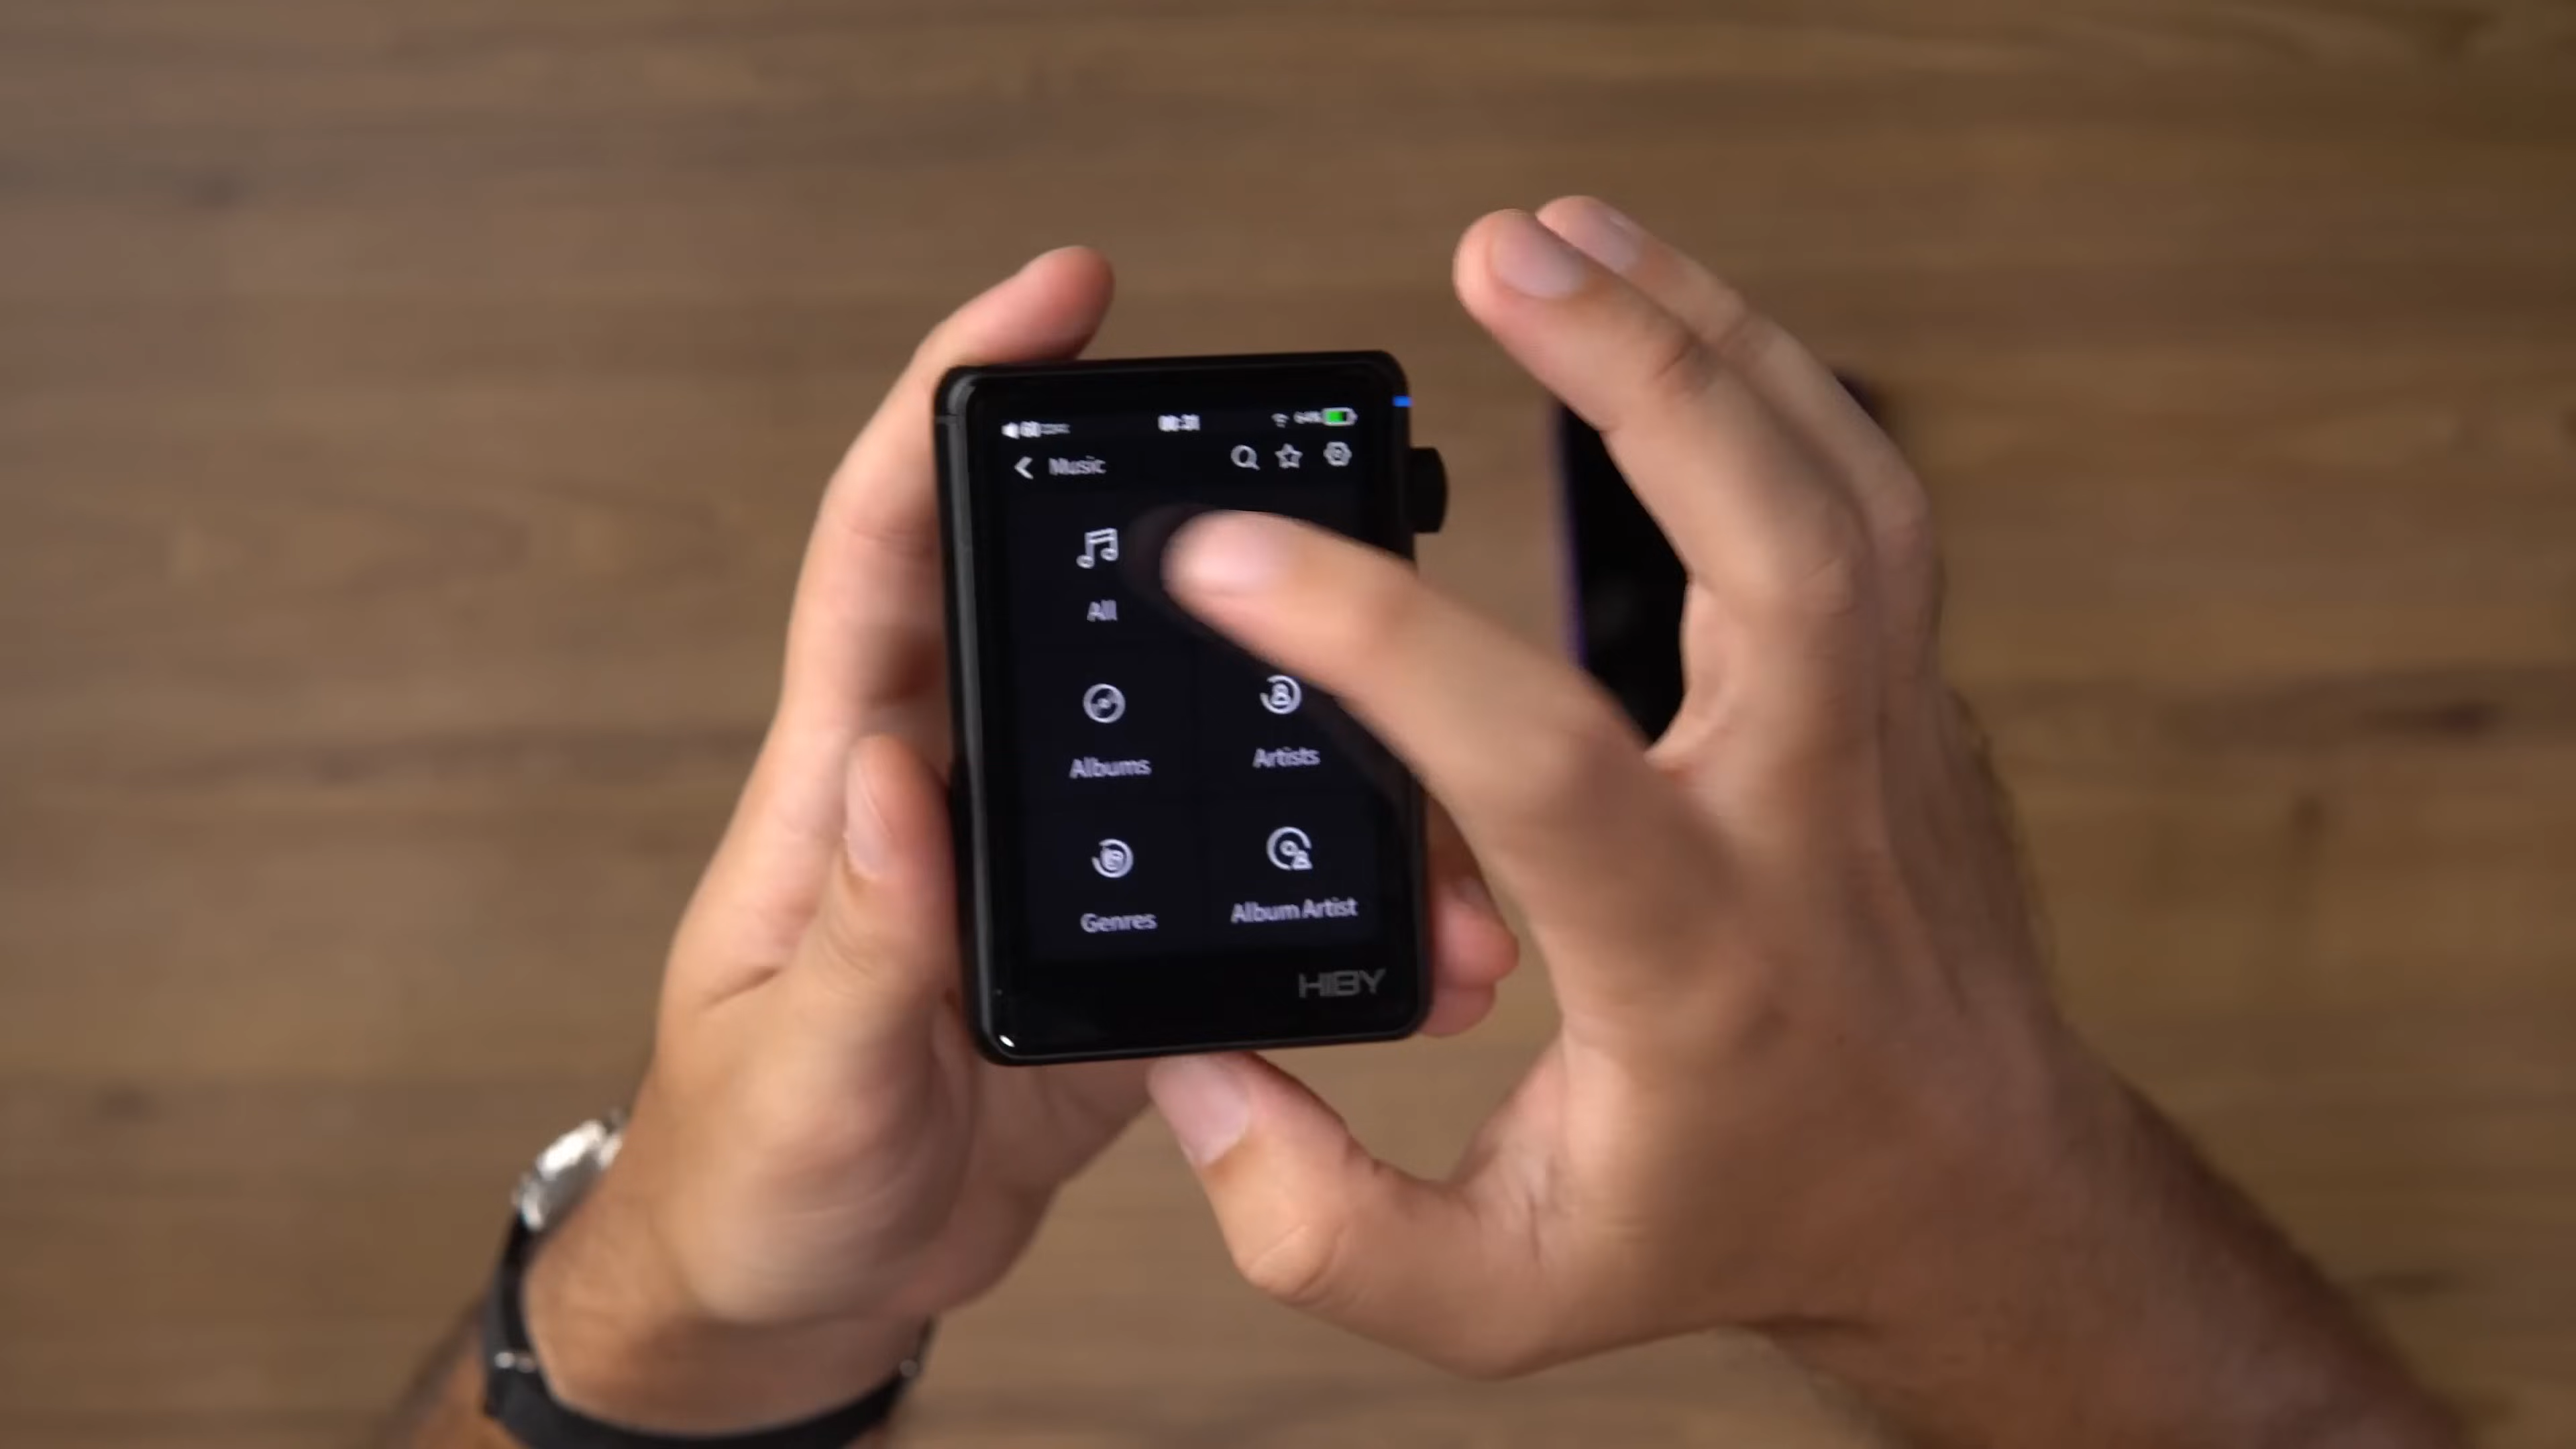 Music
All
Albums
Artists
Genres
Album Artist
HIBY